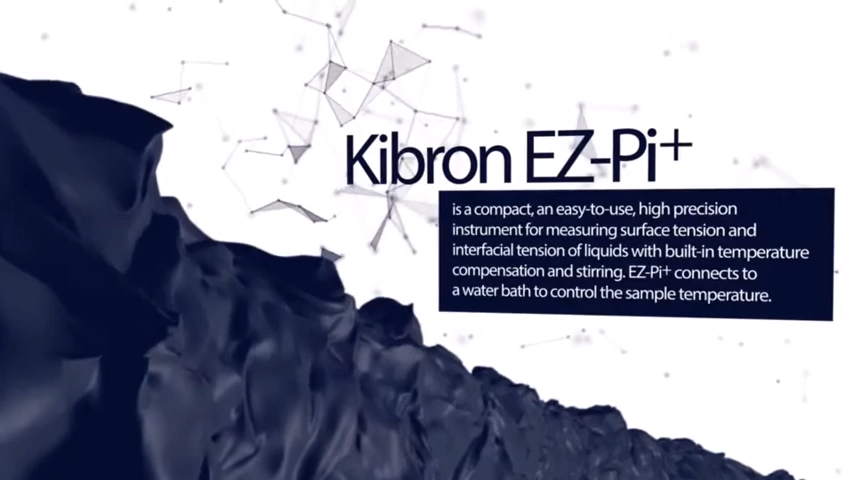 Kibron EZ-Pi⁺
is a compact, an easy-to-use, high precision
instrument for measuring surface tension and
interfacial tension of liquids with built-in temperature
compensation and stirring. EZ-Pi⁺ connects to
a water bath to control the sample temperature.